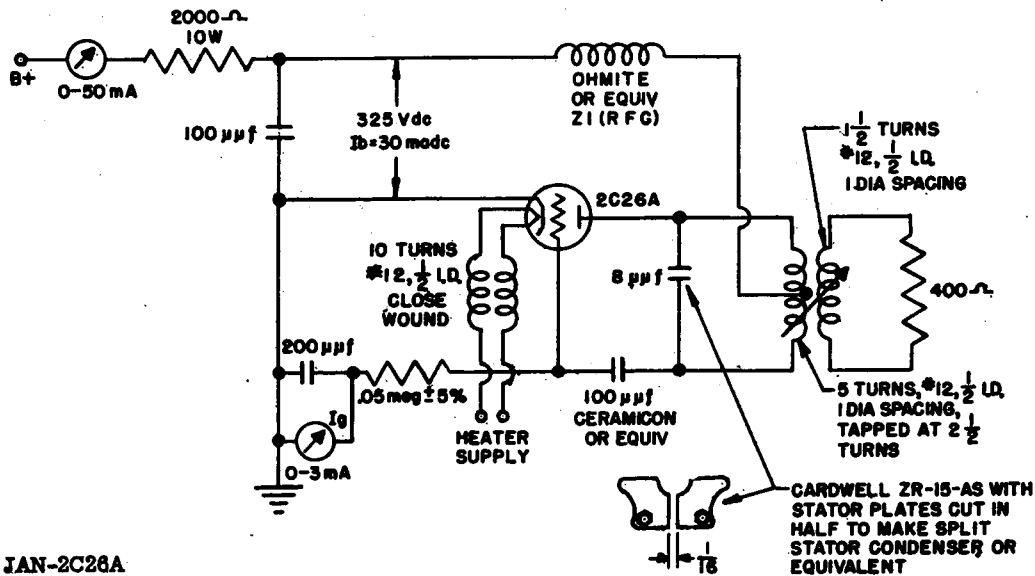 2000Ω
10W
B+
0-50 mA
100 µµf
325 Vdc
Ib=30 madc
OHMITE
OR EQUIV
Z1 (RFC)
1 1/2 TURNS
#12, 1/2 I.D.
1 DIA SPACING
2C26A
10 TURNS
#12, 1/2 I.D.
CLOSE
WOUND
8 µµf
400Ω
200 µµf
.05 meg ± 5%
Ig
0-3 mA
HEATER
SUPPLY
100 µµf
CERAMICON
OR EQUIV
5 TURNS, #12, 1/2 I.D.
1 DIA SPACING,
TAPPED AT 2 1/2
TURNS
CARDWELL ZR-15-AS WITH
STATOR PLATES CUT IN
HALF TO MAKE SPLIT
STATOR CONDENSER OR
EQUIVALENT
1/16
JAN-2C26A